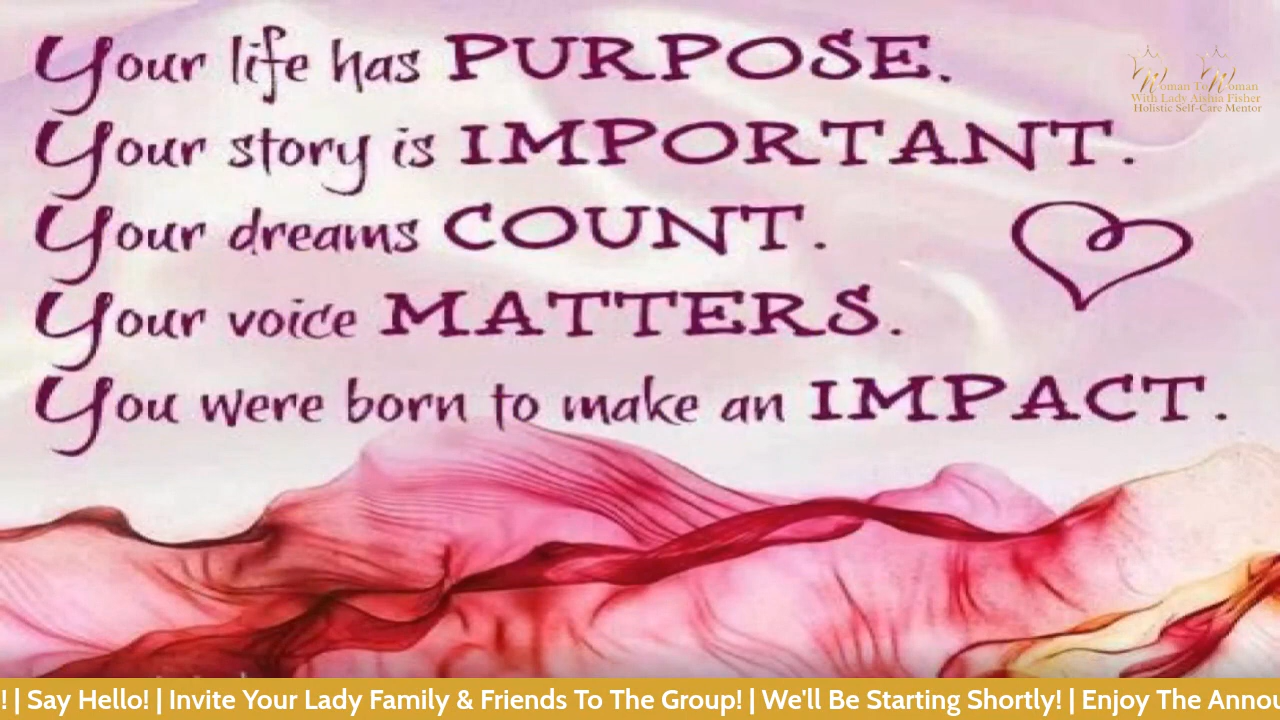 Your life has PURPOSE.
Your story is IMPORTANT.
Your dreams COUNT.
Your voice MATTERS.
You were born to make an IMPACT.
Woman To Woman
With Lady Aishia Fisher
Holistic Self-Care Mentor
! | Say Hello! | Invite Your Lady Family & Friends To The Group! | We'll Be Starting Shortly! | Enjoy The Annou